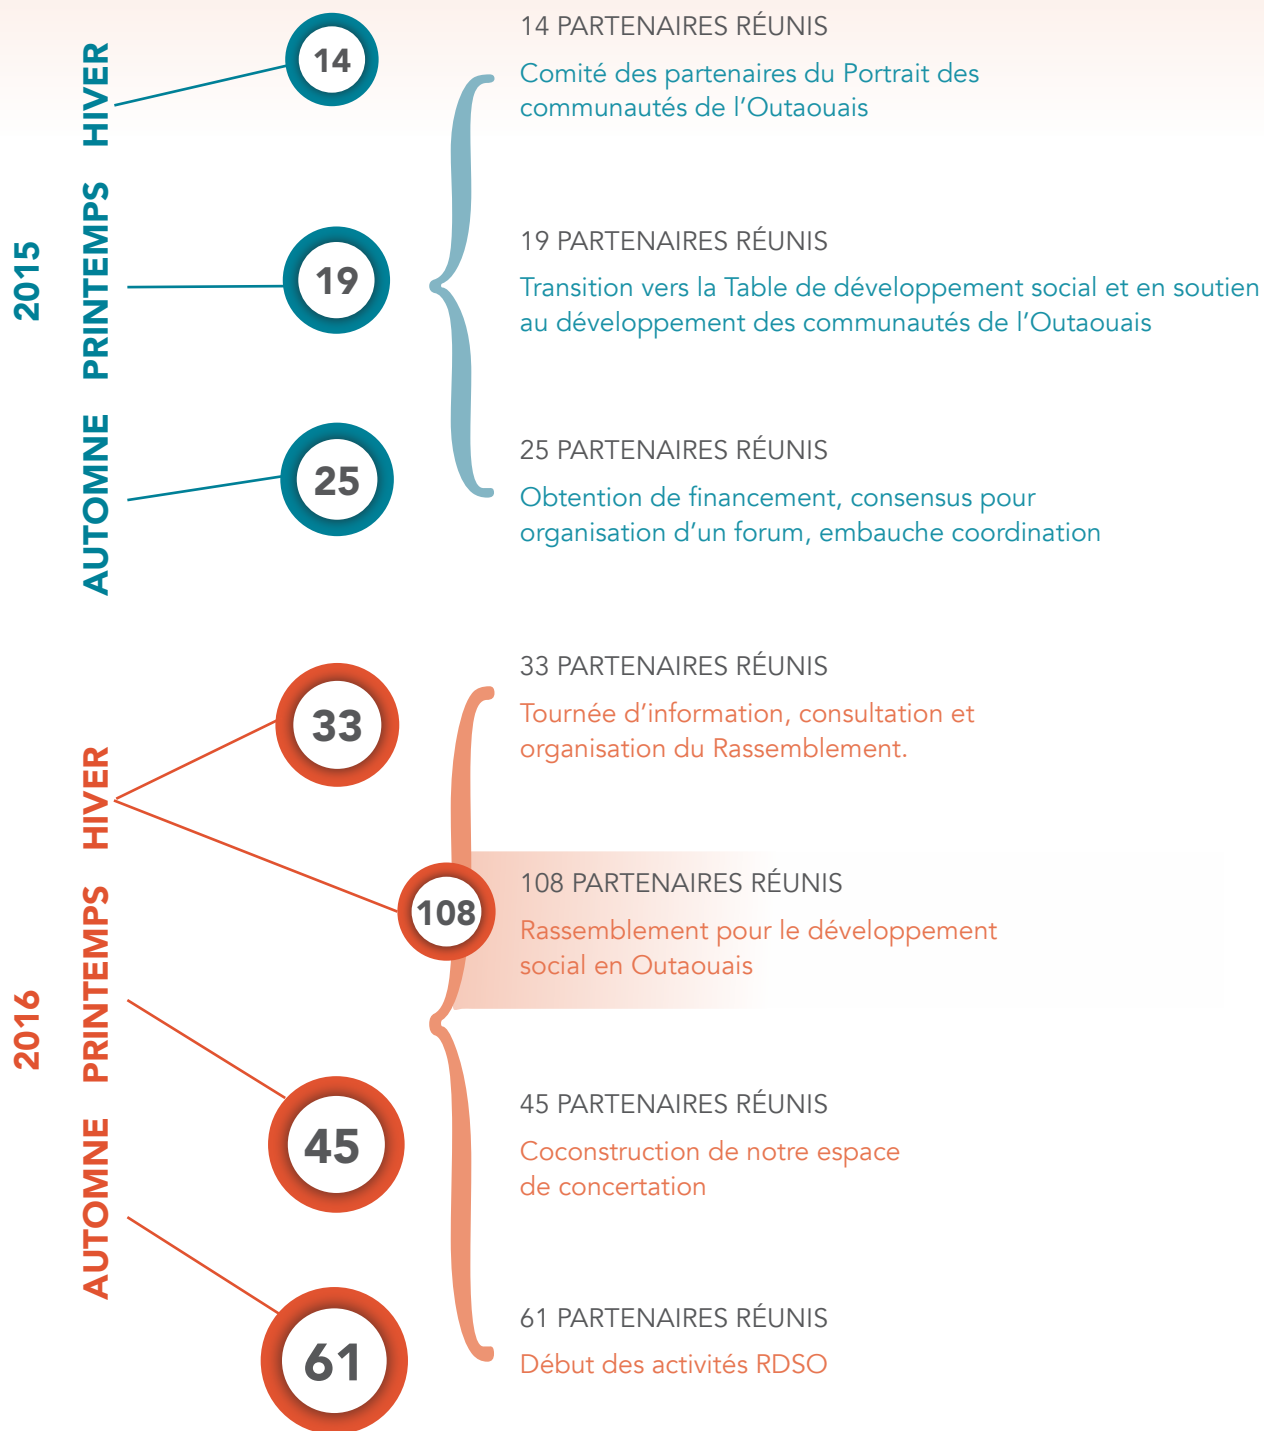 2015
HIVER
14
14 PARTENAIRES RÉUNIS
Comité des partenaires du Portrait des
communautés de l’Outaouais
PRINTEMPS
19
19 PARTENAIRES RÉUNIS
Transition vers la Table de développement social et en soutien
au développement des communautés de l’Outaouais
AUTOMNE
25
25 PARTENAIRES RÉUNIS
Obtention de financement, consensus pour
organisation d’un forum, embauche coordination
2016
HIVER
33
33 PARTENAIRES RÉUNIS
Tournée d’information, consultation et
organisation du Rassemblement.
108
108 PARTENAIRES RÉUNIS
Rassemblement pour le développement
social en Outaouais
PRINTEMPS
45
45 PARTENAIRES RÉUNIS
Coconstruction de notre espace
de concertation
AUTOMNE
61
61 PARTENAIRES RÉUNIS
Début des activités RDSO